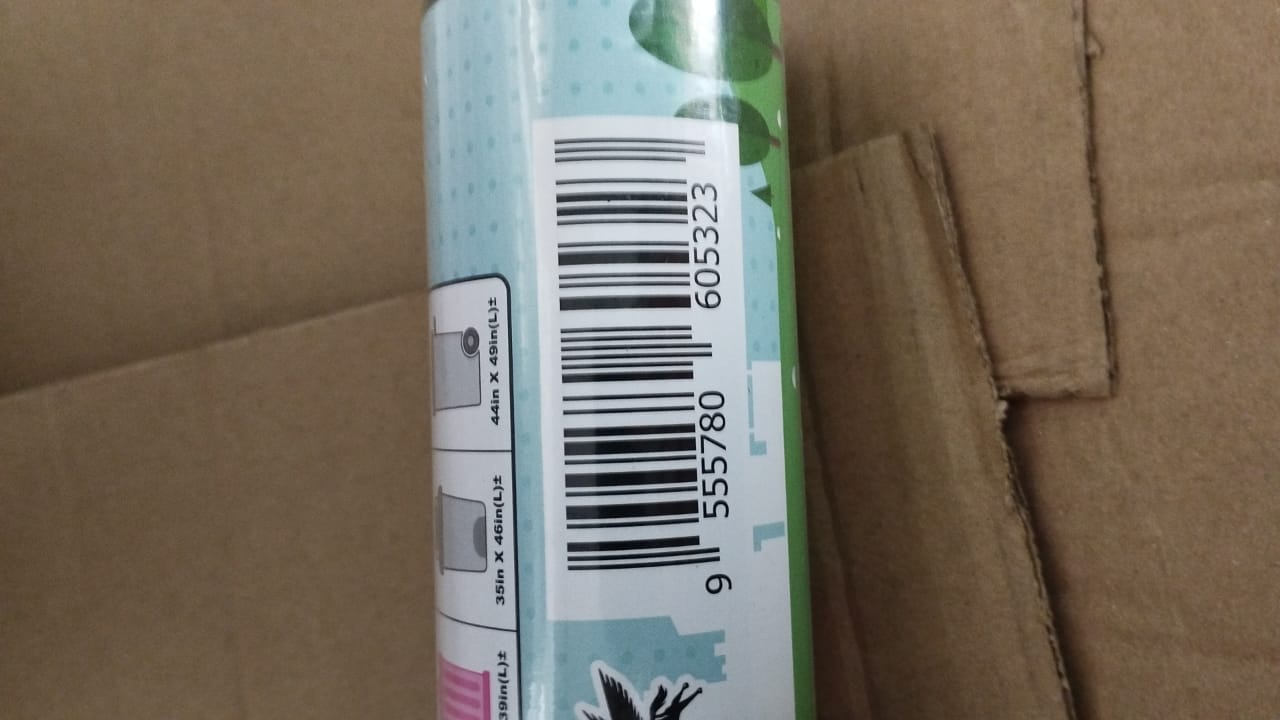 9 555780 605323
44in X 49in(L)±
35in X 46in(L)±
39in(L)±